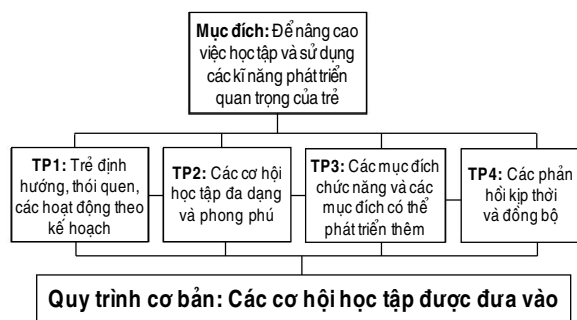 Mục đích: Để nâng cao
việc học tập và sử dụng
các kĩ năng phát triển
quan trọng của trẻ
TP1: Trẻ định
hướng, thói quen,
các hoạt động theo
kế hoạch
TP2: Các cơ hội
học tập đa dạng
và phong phú
TP3: Các mục đích
chức năng và các
mục đích có thể
phát triển thêm
TP4: Các phản
hồi kịp thời
và đồng bộ
Quy trình cơ bản: Các cơ hội học tập được đưa vào